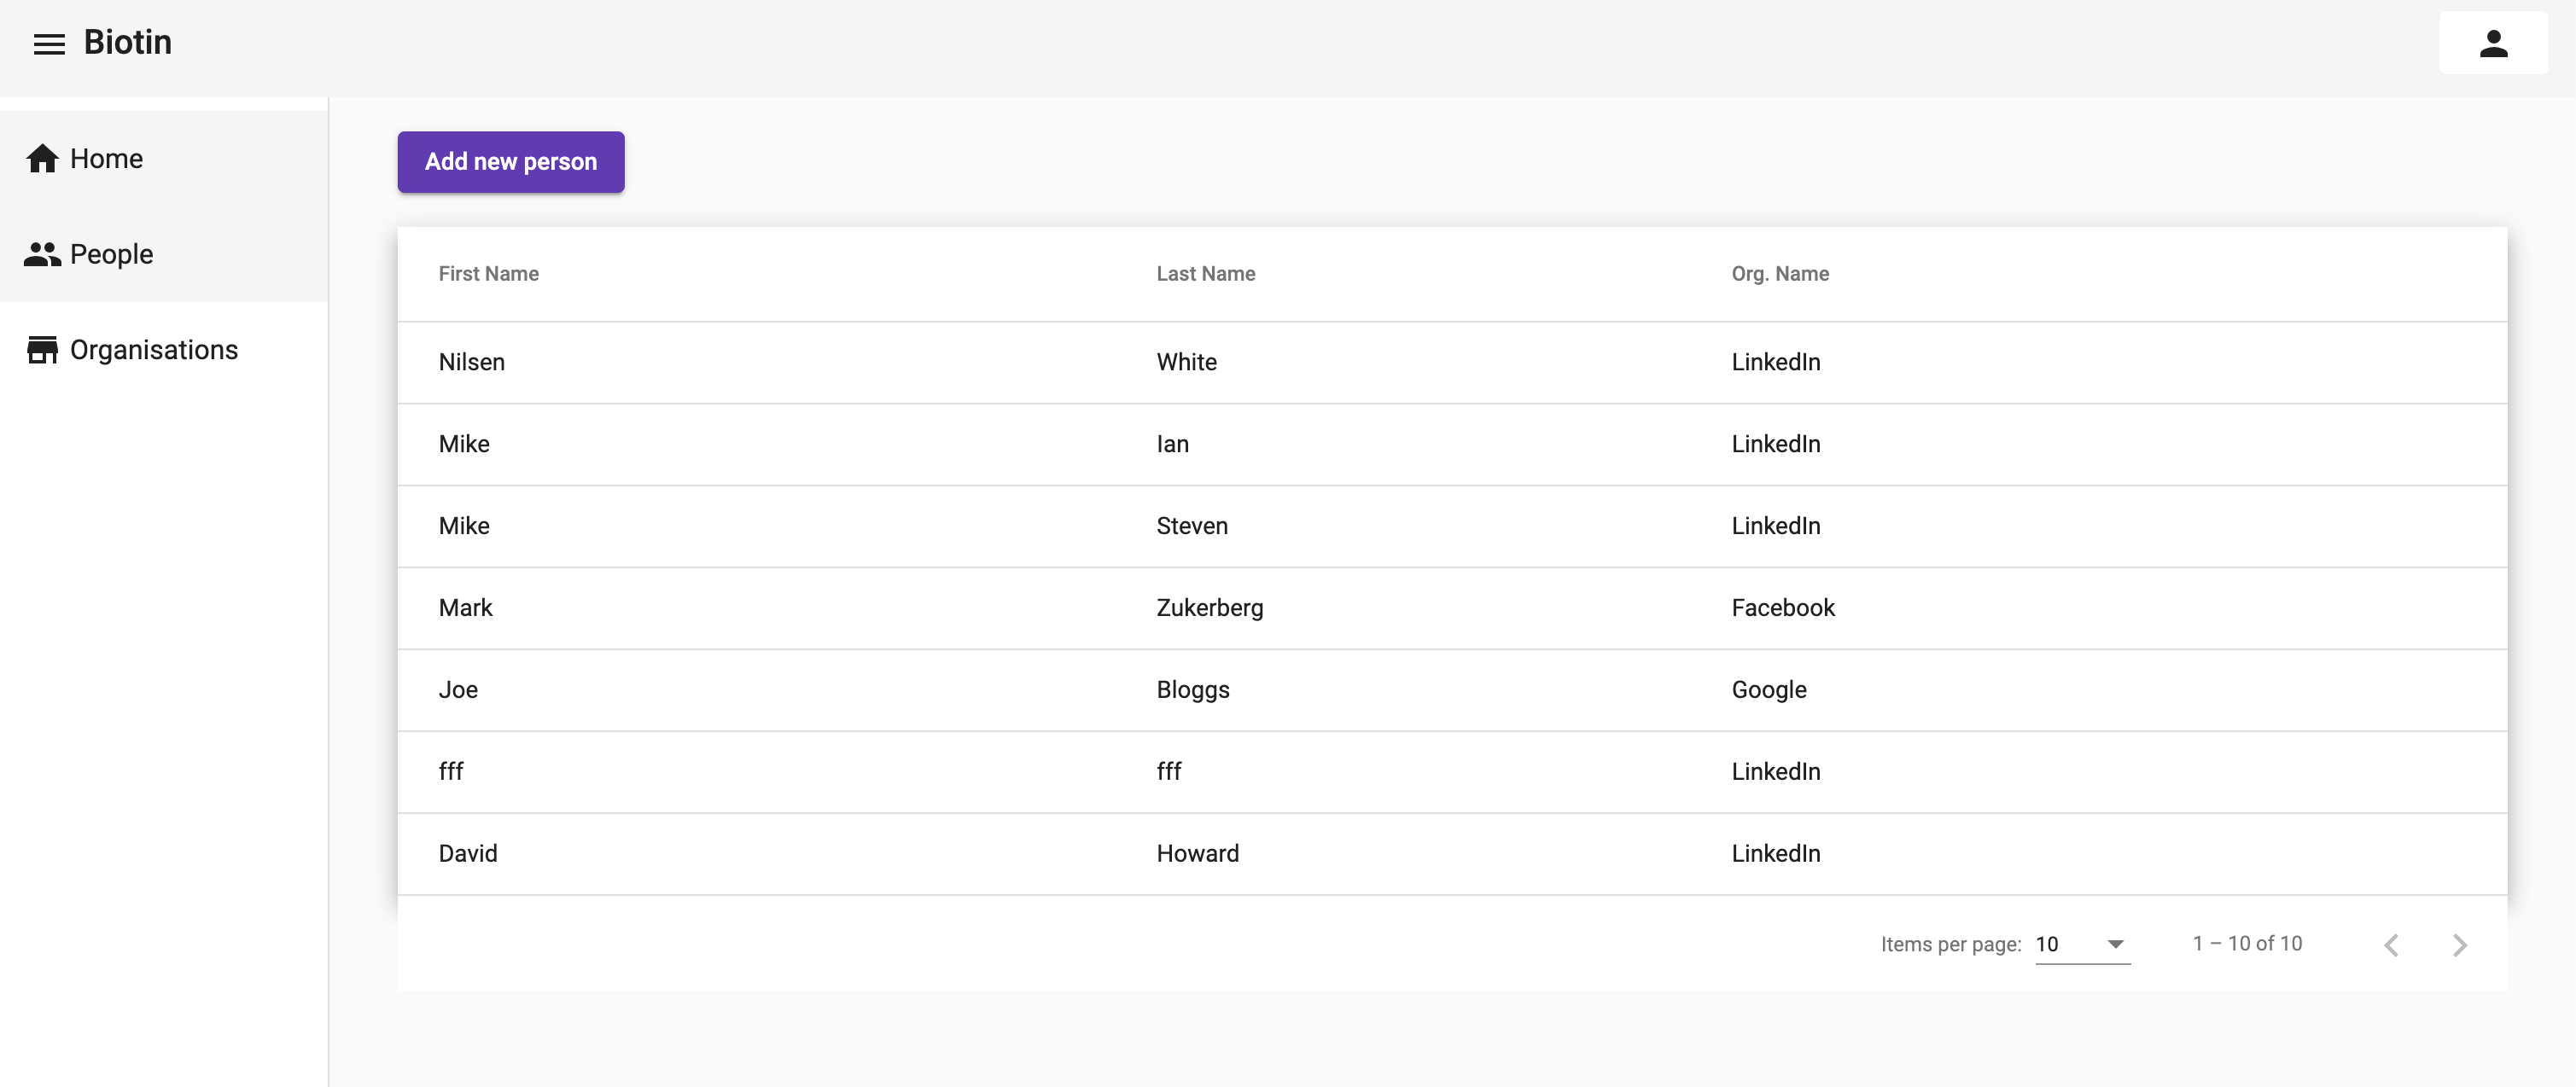 Biotin
Home
People
Organisations
Add new person
First Name Last Name Org. Name
Nilsen White LinkedIn
Mike Ian LinkedIn
Mike Steven LinkedIn
Mark Zukerberg Facebook
Joe Bloggs Google
fff fff LinkedIn
David Howard LinkedIn
Items per page: 10 1 – 10 of 10